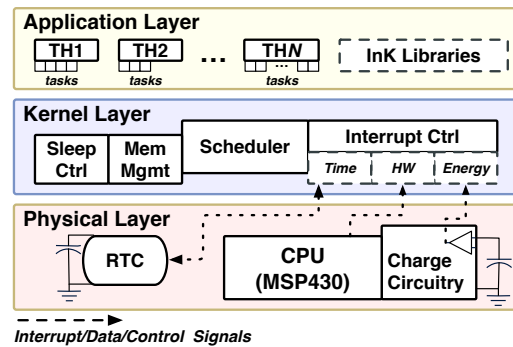 Application Layer
TH1 TH2 ... THN InK Libraries
tasks tasks ... tasks
Kernel Layer
Sleep Ctrl
Mem Mgmt
Scheduler
Interrupt Ctrl
Time HW Energy
Physical Layer
RTC
CPU
(MSP430)
Charge
Circuitry
Interrupt/Data/Control Signals